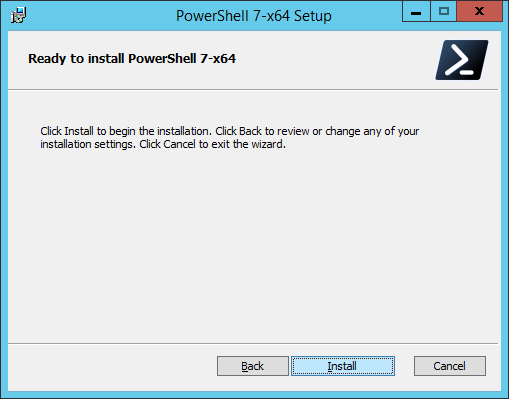 PowerShell 7-x64 Setup
Ready to install PowerShell 7-x64
Click Install to begin the installation. Click Back to review or change any of your
installation settings. Click Cancel to exit the wizard.
Back
Install
Cancel